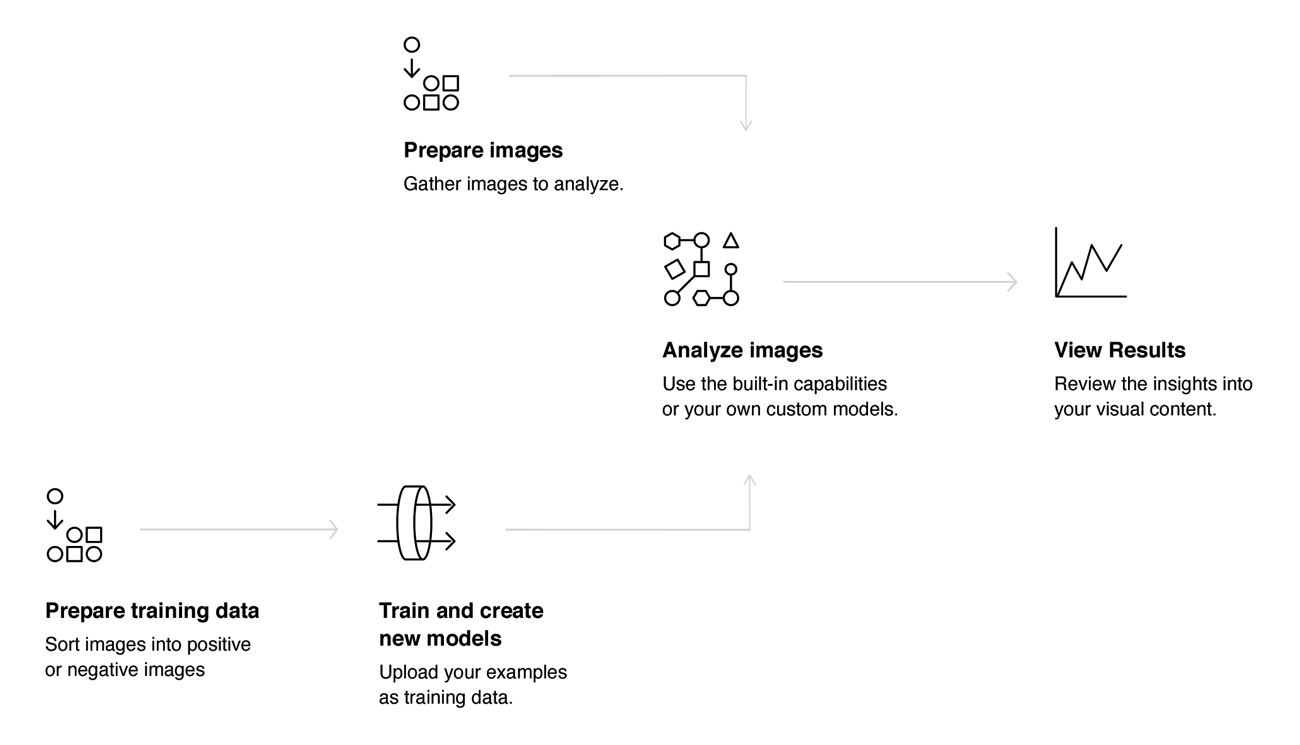 Prepare images
Gather images to analyze.
Analyze images
Use the built-in capabilities
or your own custom models.
View Results
Review the insights into
your visual content.
Prepare training data
Sort images into positive
or negative images
Train and create
new models
Upload your examples
as training data.